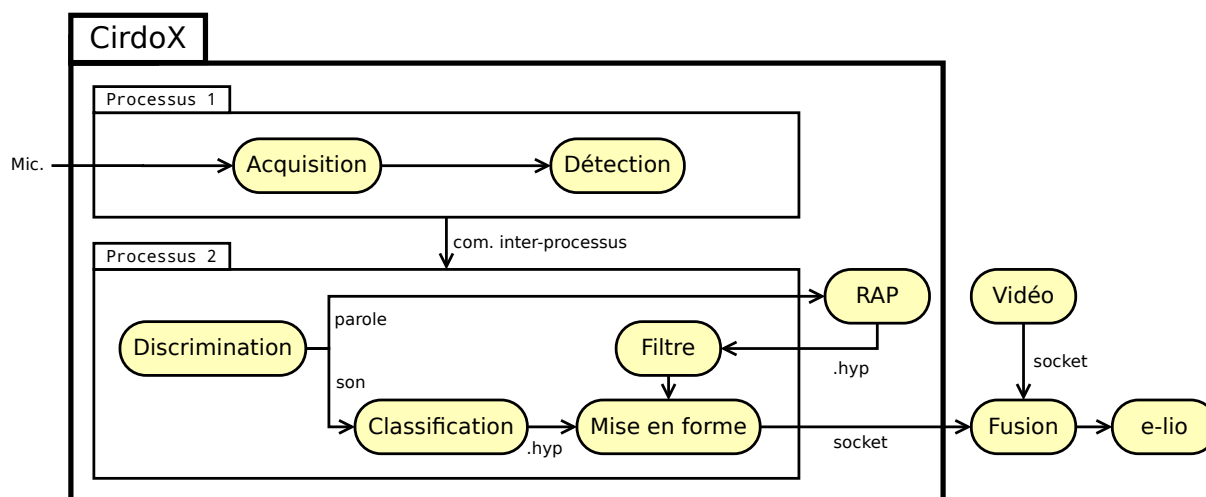 CirdoX
Processus 1
Mic.
Acquisition
Détection
com. inter-processus
Processus 2
RAP
Vidéo
parole
Discrimination
Filtre
.hyp
socket
son
Classification
.hyp
Mise en forme
socket
Fusion
e-lio